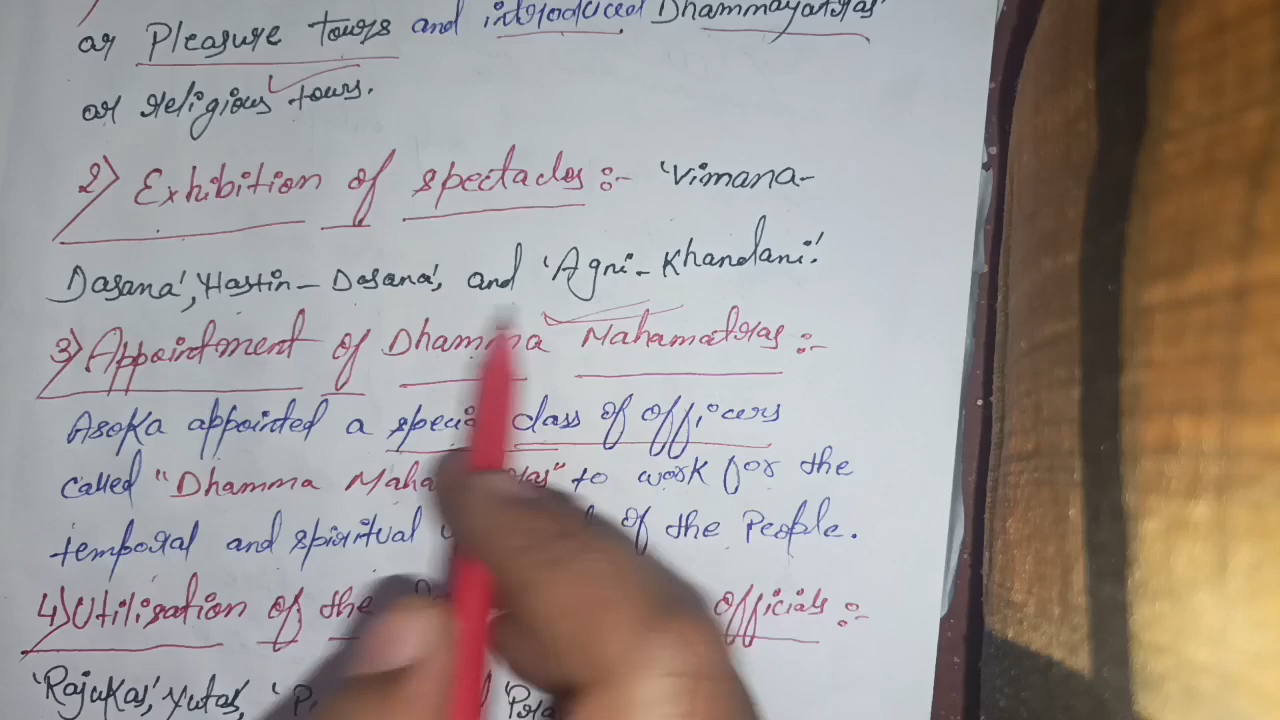 or Pleasure tours and introduced Dhammayatras'
or religious tours.
2) Exhibition of spectacles :- 'Vimana-
Dasana', 'Hastin - Dasana', and 'Agni - Khandani'.
3) Appointment of Dhamma Mahamatras :-
Asoka appointed a special class of officers
called "Dhamma to work for the
temporal and spiritual of the People.
4) Utilisation of the officials :-
'Rajukas', Yutas,